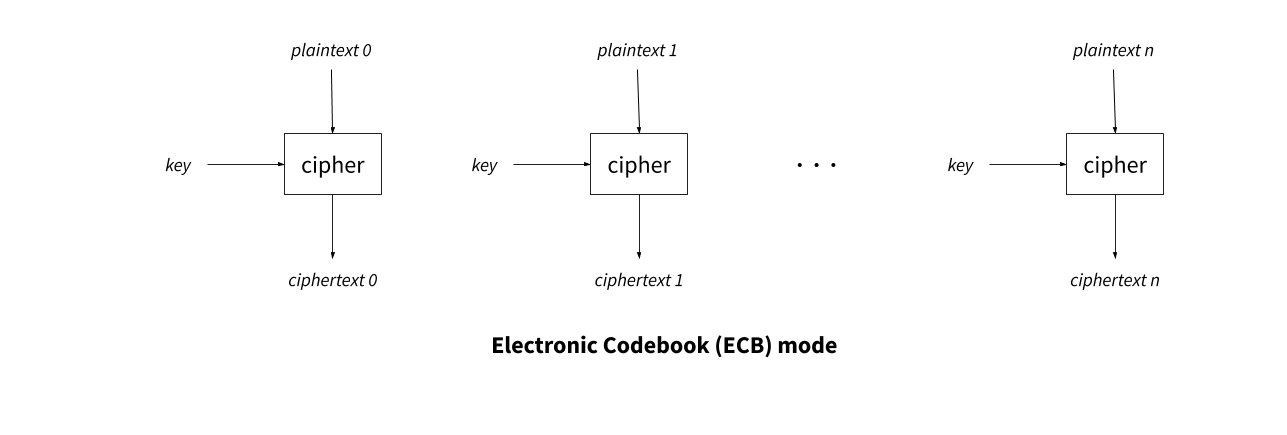 plaintext 0
plaintext 1
plaintext n
key
cipher
key
cipher
. . .
key
cipher
ciphertext 0
ciphertext 1
ciphertext n
Electronic Codebook (ECB) mode